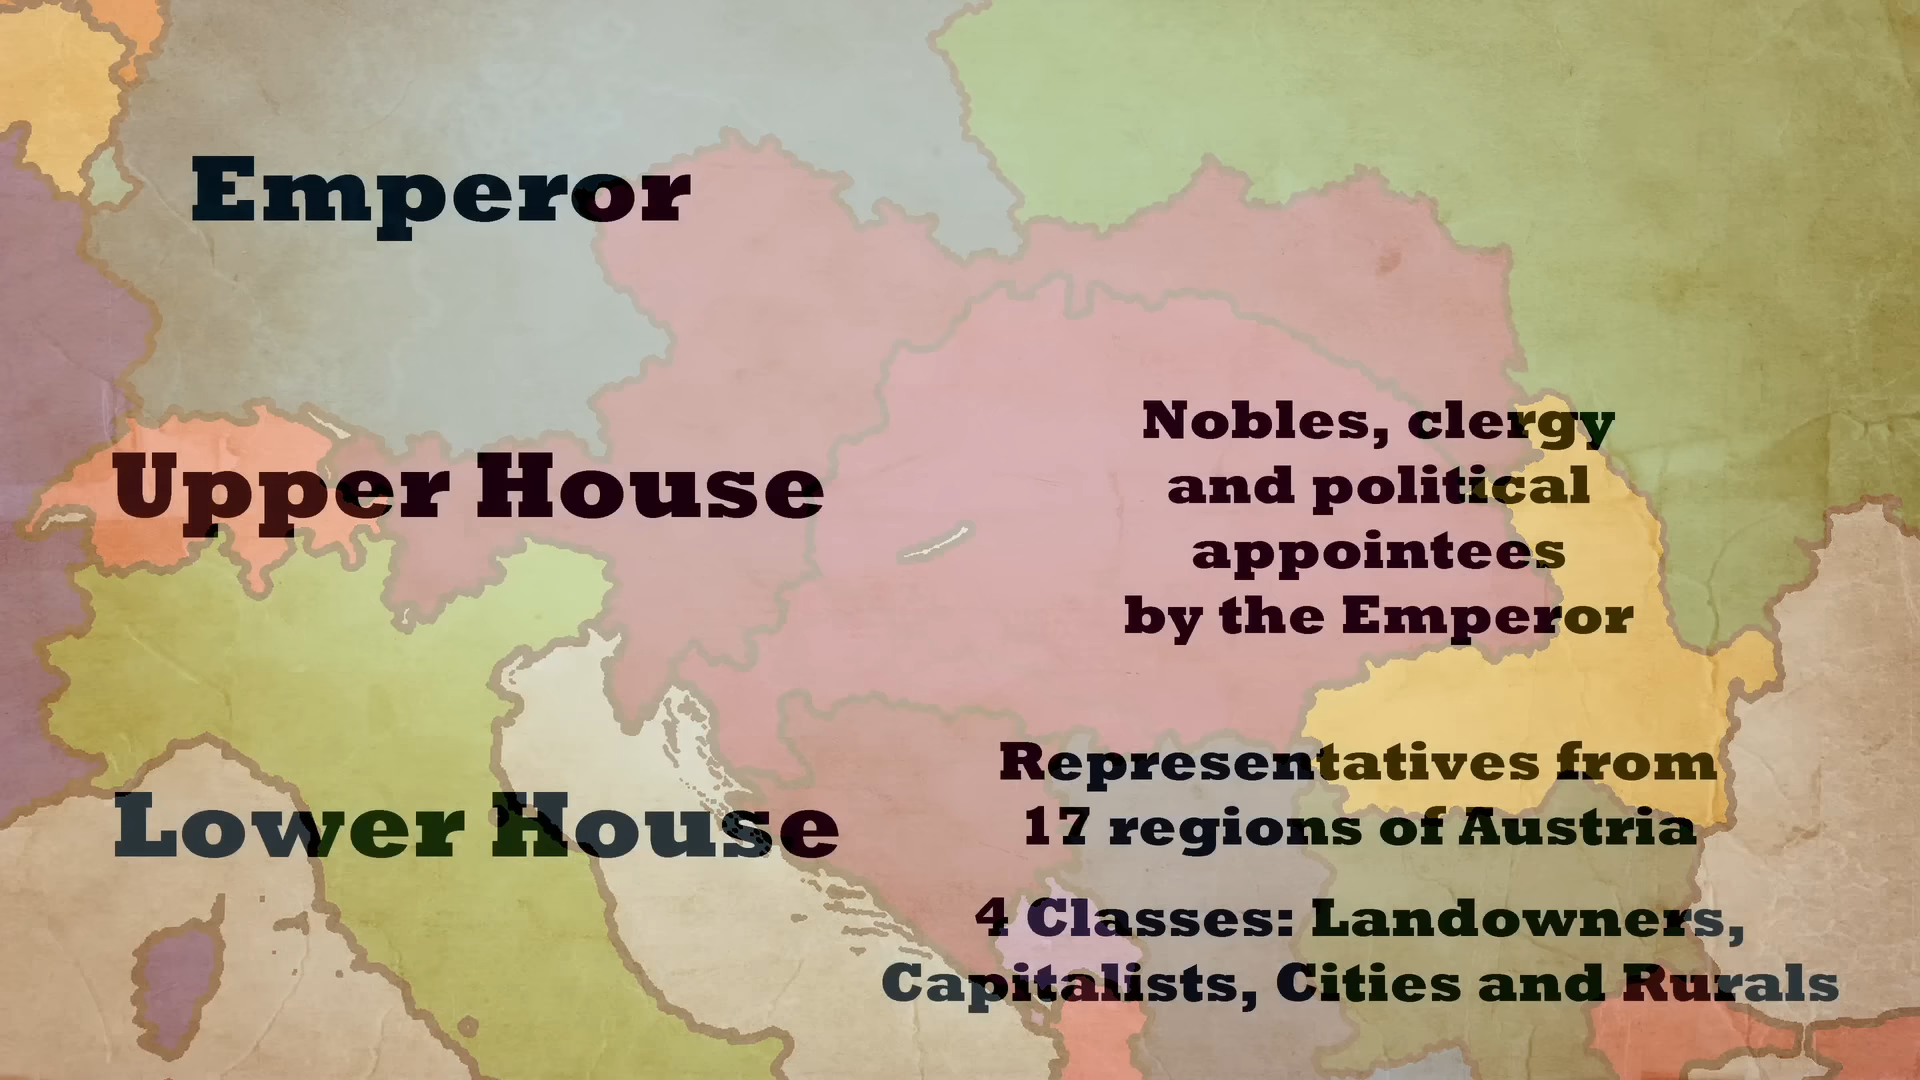 Emperor
Upper House
Nobles, clergy
and political
appointees
by the Emperor
Lower House
Representatives from
17 regions of Austria
4 Classes: Landowners,
Capitalists, Cities and Rurals